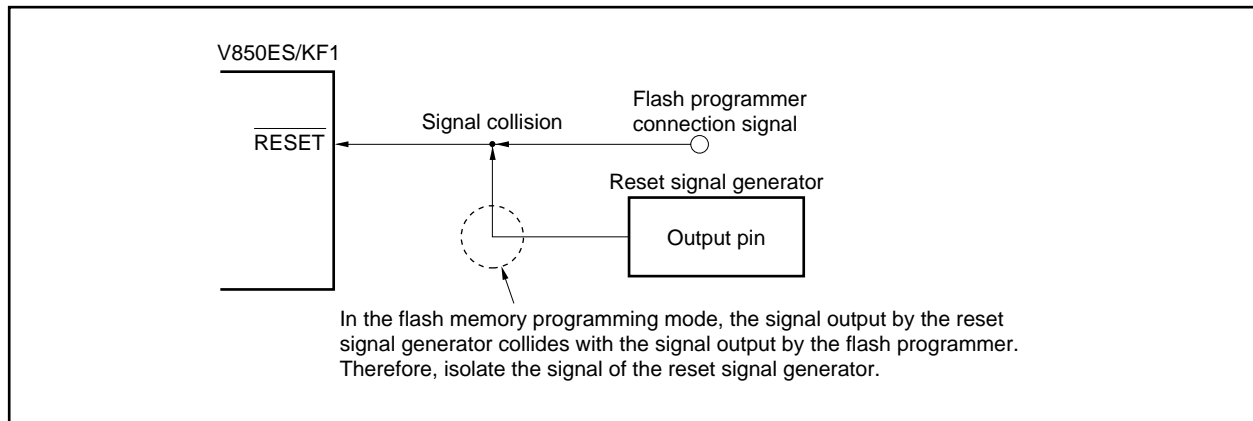 V850ES/KF1
Flash programmer
connection signal
Signal collision
RESET
Reset signal generator
Output pin
In the flash memory programming mode, the signal output by the reset
signal generator collides with the signal output by the flash programmer.
Therefore, isolate the signal of the reset signal generator.